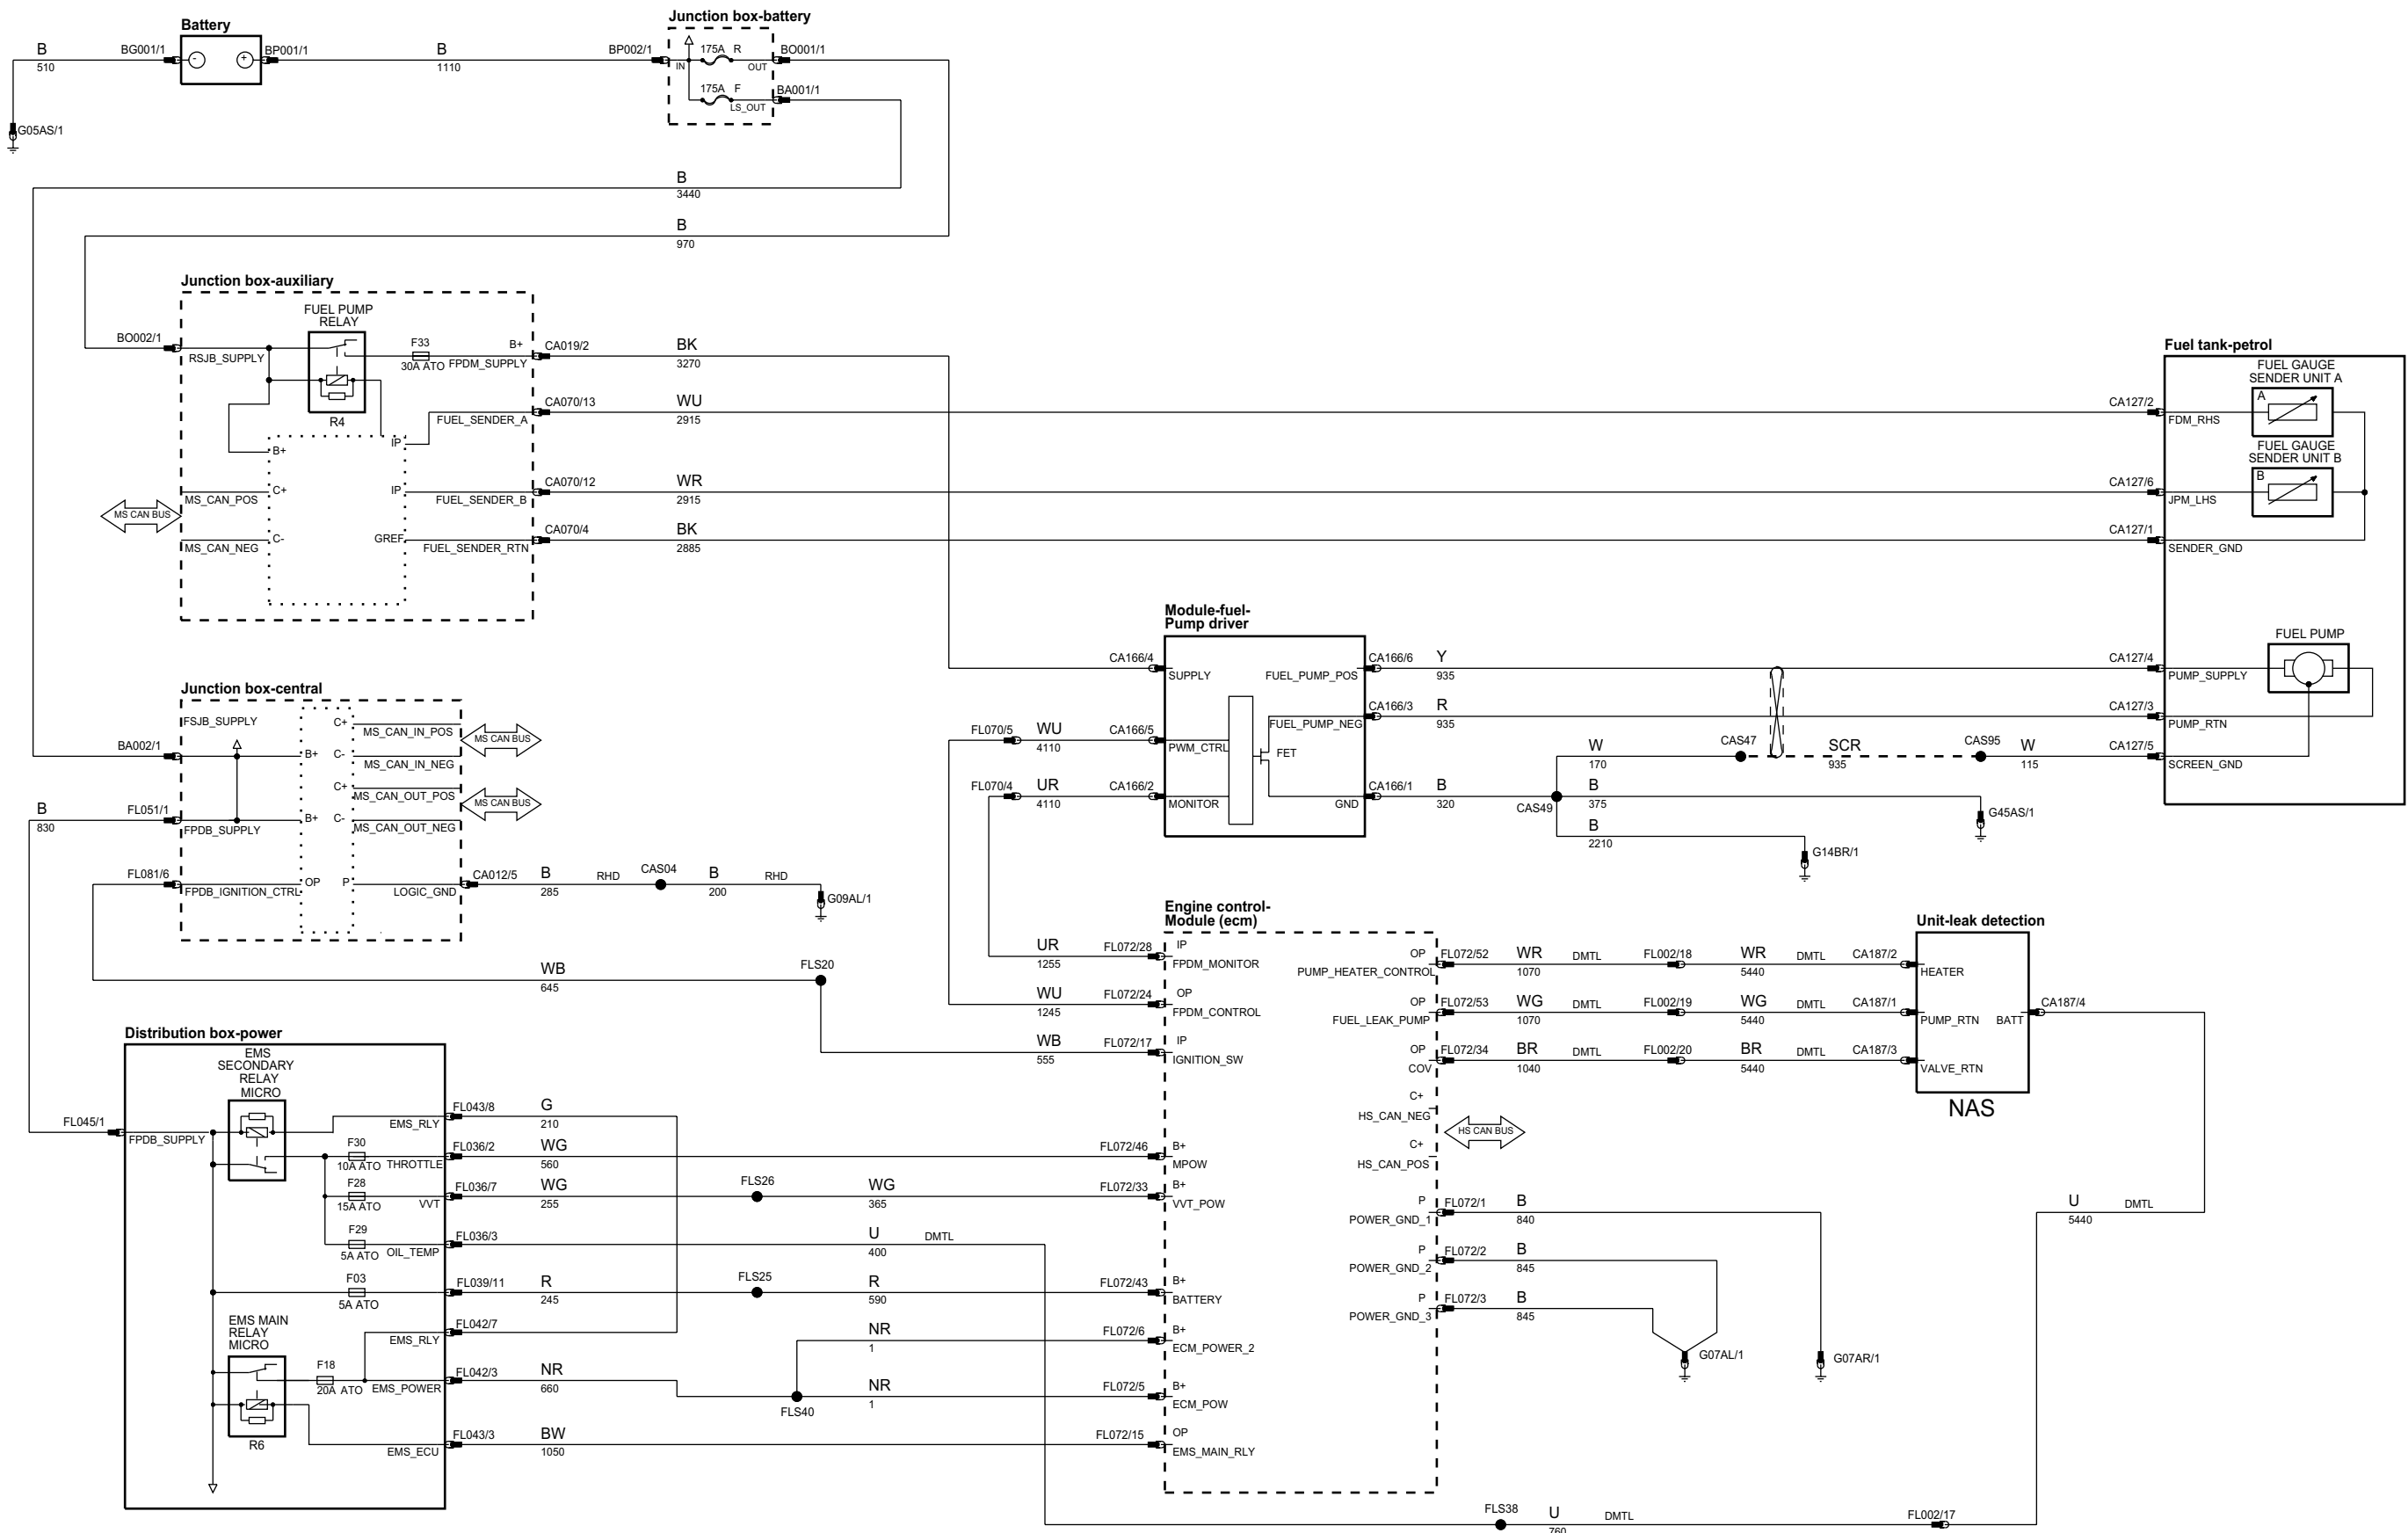 Battery
Junction box-battery
B
510
BG001/1
-
+
BP001/1
B
1110
BP002/1
IN
175A R
OUT
BO001/1
175A F
LS_OUT
BA001/1
G05AS/1
B
3440
B
970
Junction box-auxiliary
FUEL PUMP
RELAY
BO002/1
RSJB_SUPPLY
F33
30A ATO
B+
FPDM_SUPPLY
CA019/2
BK
3270
R4
FUEL_SENDER_A
CA070/13
WU
2915
IP
B+
MS CAN BUS
MS_CAN_POS
C+
IP
FUEL_SENDER_B
CA070/12
WR
2915
MS_CAN_NEG
C-
GREF
FUEL_SENDER_RTN
CA070/4
BK
2885
Fuel tank-petrol
FUEL GAUGE
SENDER UNIT A
A
CA127/2
FDM_RHS
FUEL GAUGE
SENDER UNIT B
B
CA127/6
JPM_LHS
CA127/1
SENDER_GND
FUEL PUMP
CA127/4
PUMP_SUPPLY
CA127/3
PUMP_RTN
CA127/5
SCREEN_GND
Module-fuel-
Pump driver
CA166/4
SUPPLY
FUEL_PUMP_POS
CA166/6
Y
935
FUEL_PUMP_NEG
CA166/3
R
935
FL070/5
WU
4110
CA166/5
PWM_CTRL
FET
FL070/4
UR
4110
CA166/2
MONITOR
GND
CA166/1
B
320
CAS49
W
170
CAS47
SCR
935
CAS95
W
115
B
375
G45AS/1
B
2210
G14BR/1
Junction box-central
FSJB_SUPPLY
BA002/1
B+
C+
MS_CAN_IN_POS
C-
MS_CAN_IN_NEG
MS CAN BUS
C+
MS_CAN_OUT_POS
C-
MS_CAN_OUT_NEG
MS CAN BUS
B
830
FL051/1
FPDB_SUPPLY
B+
FL081/6
FPDB_IGNITION_CTRL
OP
P
LOGIC_GND
CA012/5
B
285
RHD
CAS04
B
200
RHD
G09AL/1
WB
645
FLS20
Engine control-
Module (ecm)
UR
1255
FL072/28
IP
FPDM_MONITOR
WU
1245
FL072/24
OP
FPDM_CONTROL
WB
555
FL072/17
IP
IGNITION_SW
OP
PUMP_HEATER_CONTROL
FL072/52
WR
1070
DMTL
FL002/18
WR
5440
DMTL
CA187/2
HEATER
OP
FUEL_LEAK_PUMP
FL072/53
WG
1070
DMTL
FL002/19
WG
5440
DMTL
CA187/1
PUMP_RTN
OP
COV
FL072/34
BR
1040
DMTL
FL002/20
BR
5440
DMTL
CA187/3
VALVE_RTN
Unit-leak detection
BATT
CA187/4
NAS
C+
HS_CAN_NEG
C+
HS_CAN_POS
HS CAN BUS
P
POWER_GND_1
FL072/1
B
840
P
POWER_GND_2
FL072/2
B
845
P
POWER_GND_3
FL072/3
B
845
G07AL/1
G07AR/1
U
5440
DMTL
Distribution box-power
EMS
SECONDARY
RELAY
MICRO
FL045/1
FPDB_SUPPLY
EMS_RLY
FL043/8
G
210
F30
10A ATO
THROTTLE
FL036/2
WG
560
FL072/46
B+
MPOW
F28
15A ATO
VVT
FL036/7
WG
255
FLS26
WG
365
FL072/33
B+
VVT_POW
F29
5A ATO
OIL_TEMP
FL036/3
U
400
DMTL
F03
5A ATO
FL039/11
R
245
FLS25
R
590
FL072/43
B+
BATTERY
EMS MAIN
RELAY
MICRO
EMS_RLY
FL042/7
NR
1
FL072/6
B+
ECM_POWER_2
F18
20A ATO
EMS_POWER
FL042/3
NR
660
FLS40
NR
1
FL072/5
B+
ECM_POW
R6
EMS_ECU
FL043/3
BW
1050
FL072/15
OP
EMS_MAIN_RLY
FLS38
U
760
DMTL
FL002/17